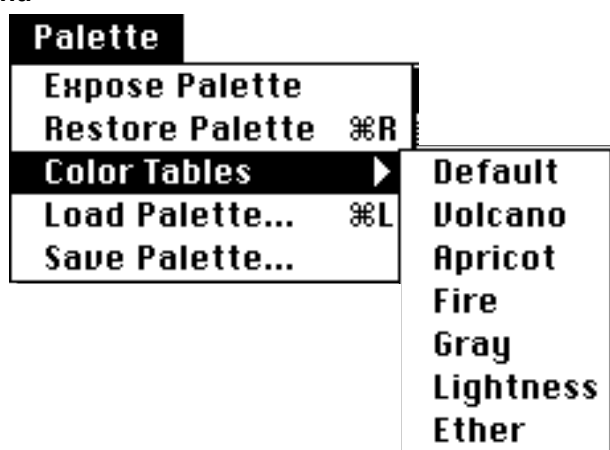 Palette
Expose Palette
Restore Palette ⌘R
Color Tables ▶
Load Palette... ⌘L
Save Palette...
Default
Volcano
Apricot
Fire
Gray
Lightness
Ether